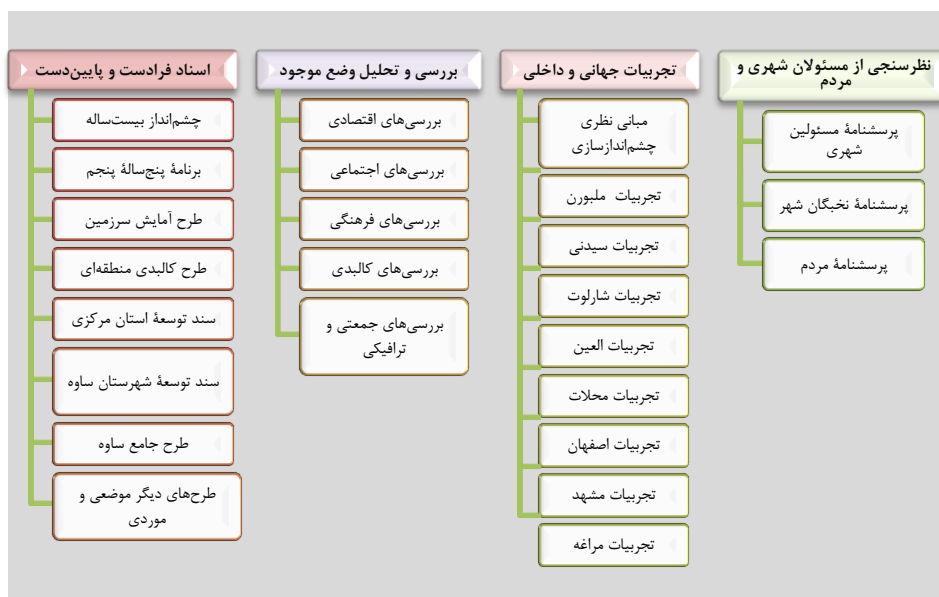 نظرسنجی از مسئولان شهری و
مردم
پرسشنامهٔ مسئولین
شهری
پرسشنامهٔ نخبگان شهر
پرسشنامهٔ مردم
تجربیات جهانی و داخلی
مبانی نظری
چشم‌اندازسازی
تجربیات ملبورن
تجربیات سیدنی
تجربیات شارلوت
تجربیات العین
تجربیات محلات
تجربیات اصفهان
تجربیات مشهد
تجربیات مراغه
بررسی و تحلیل وضع موجود
بررسی‌های اقتصادی
بررسی‌های اجتماعی
بررسی‌های فرهنگی
بررسی‌های کالبدی
بررسی‌های جمعتی و
ترافیکی
اسناد فرادست و پایین‌دست
چشم‌انداز بیست‌ساله
برنامهٔ پنج‌سالهٔ پنجم
طرح آمایش سرزمین
طرح کالبدی منطقه‌ای
سند توسعهٔ استان مرکزی
سند توسعهٔ شهرستان ساوه
طرح جامع ساوه
طرح‌های دیگر موضعی و
موردی